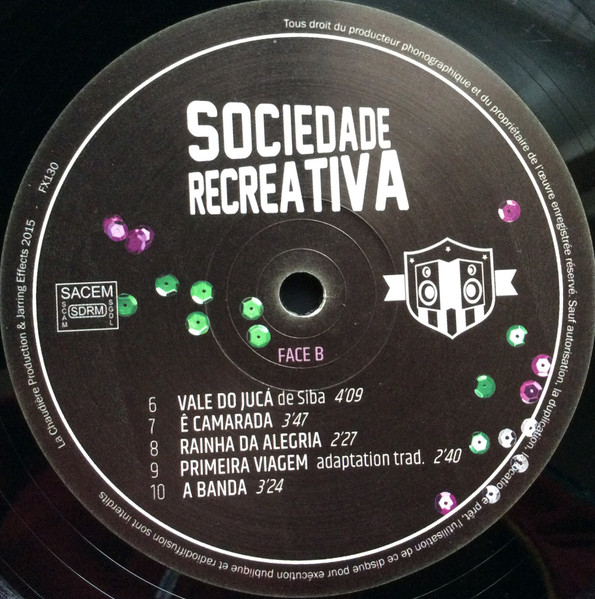 Tous droit du producteur phonographique et du propriétaire de l'œuvre enregistrée réservé. Sauf autorisation, la duplication, la location, le prêt, l'utilisation de ce disque pour exécution publique et radiodiffusion sont interdits
La Chaudière Production & Jarring Effects 2015 - FX130
SOCIEDADE
RECREATIVA
SACEM
SCAM
SDRM
SGDL
FACE B
6 VALE DO JUCÁ de Siba 4'09
7 Ê CAMARADA 3'47
8 RAINHA DA ALEGRIA 2'27
9 PRIMEIRA VIAGEM adaptation trad. 2'40
10 A BANDA 3'24